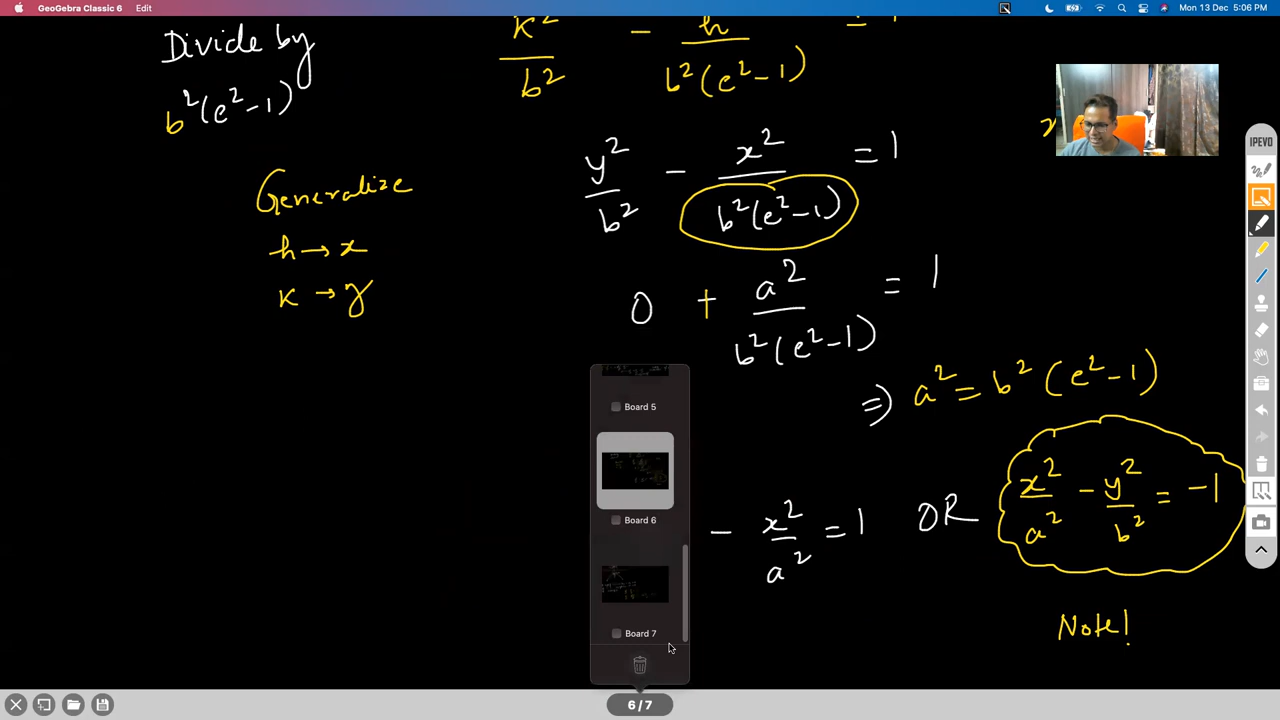 GeoGebra Classic 6 Edit Mon 13 Dec 5:06 PM
Divide by
b²(e²-1)
k²/b² - h/b²(e²-1) = 1
IPEVO
Generalize
h → x
k → y
y²/b² - x²/b²(e²-1) = 1
0 + a²/b²(e²-1) = 1
⇒ a² = b²(e²-1)
- x²/a² = 1 OR x²/a² - y²/b² = -1
Note!
Board 5
Board 6
Board 7
6/7